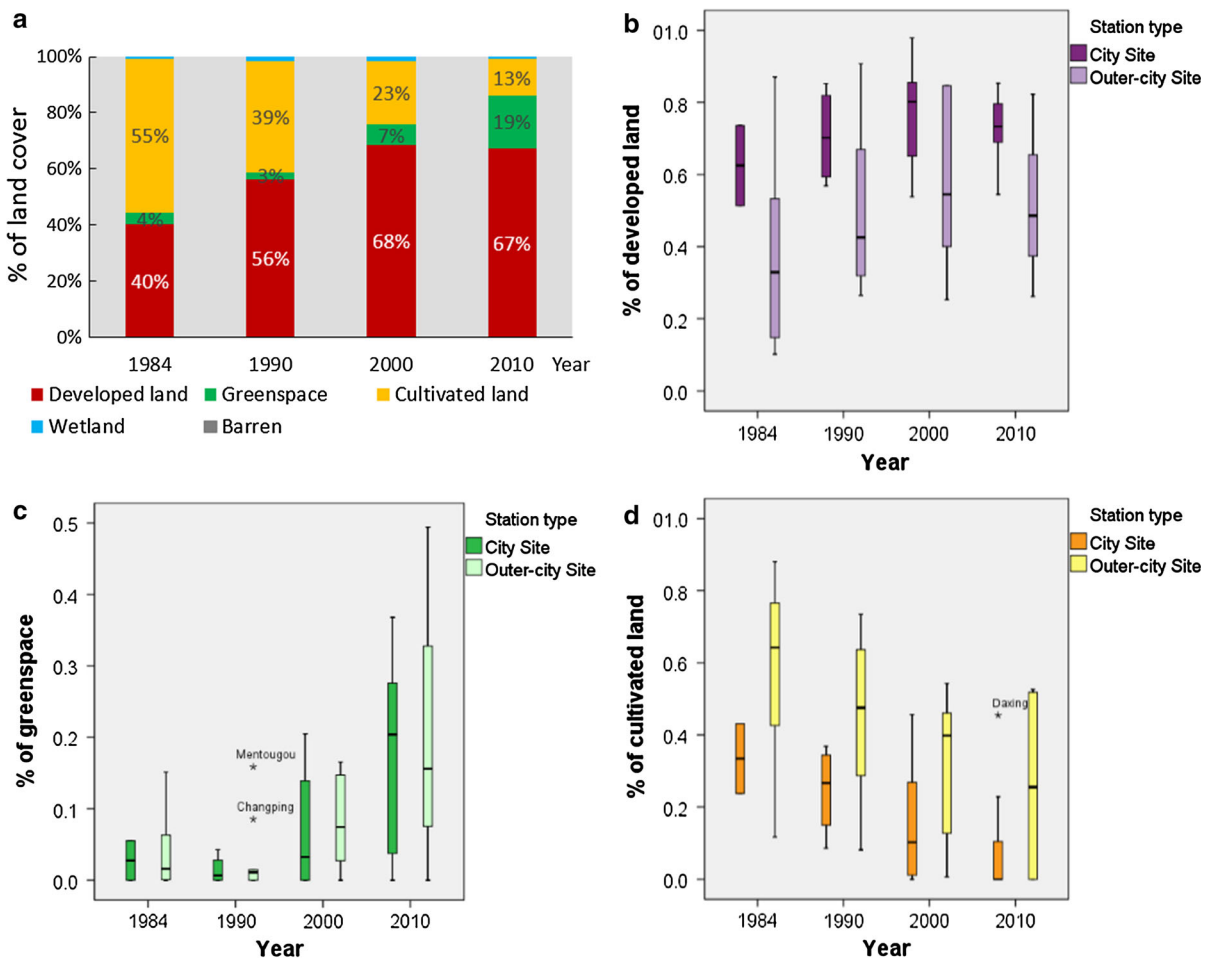 a
% of land cover
100%
80%
60%
40%
20%
0%
55%
4%
40%
39%
3%
56%
23%
7%
68%
13%
19%
67%
1984 1990 2000 2010 Year
Developed land Greenspace Cultivated land
Wetland Barren
b
% of developed land
01.0
0.8
0.6
0.4
0.2
0.0
1984 1990 2000 2010
Year
Station type
City Site
Outer-city Site
c
% of greenspace
0.5
0.4
0.3
0.2
0.1
0.0
Mentougou
*
Changping
*
1984 1990 2000 2010
Year
Station type
City Site
Outer-city Site
d
% of cultivated land
01.0
0.8
0.6
0.4
0.2
0.0
Daxing
*
1984 1990 2000 2010
Year
Station type
City Site
Outer-city Site